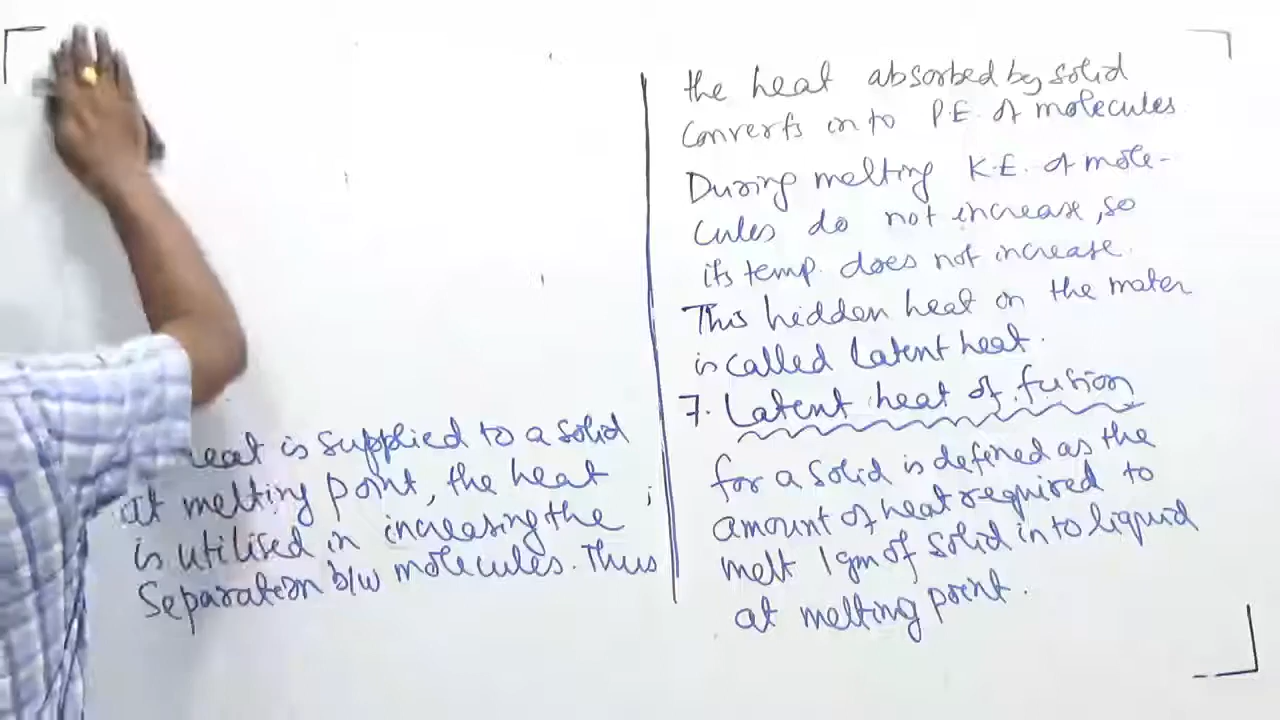 heat is supplied to a solid
at melting point, the heat
is utilised in increasing the
Separation b/w molecules. Thus
the heat absorbed by solid
Converts in to P.E. of molecules
During melting K.E. of mole-
cules do not increase, so
its temp. does not increase.
This hidden heat in the mater
is called latent heat.
7. Latent heat of fusion
for a solid is defined as the
amount of heat required to
melt 1gm of solid in to liquid
at melting point.